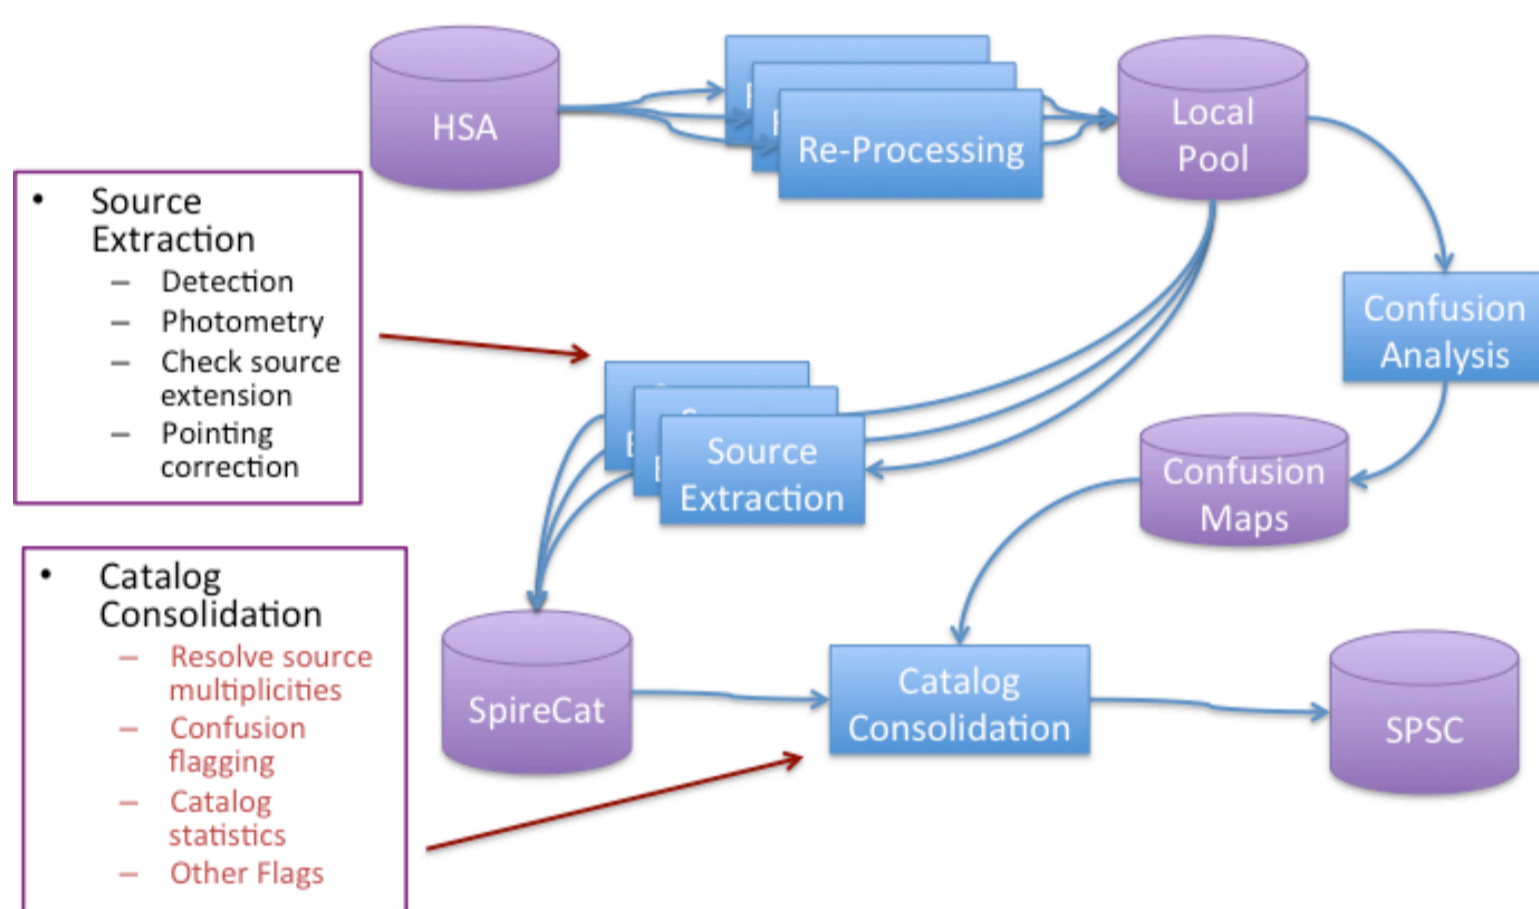 HSA
Re-Processing
Local
Pool
• Source
Extraction
– Detection
– Photometry
– Check source
extension
– Pointing
correction
Confusion
Analysis
Source
Extraction
Confusion
Maps
• Catalog
Consolidation
– Resolve source
multiplicities
– Confusion
flagging
– Catalog
statistics
– Other Flags
SpireCat
Catalog
Consolidation
SPSC